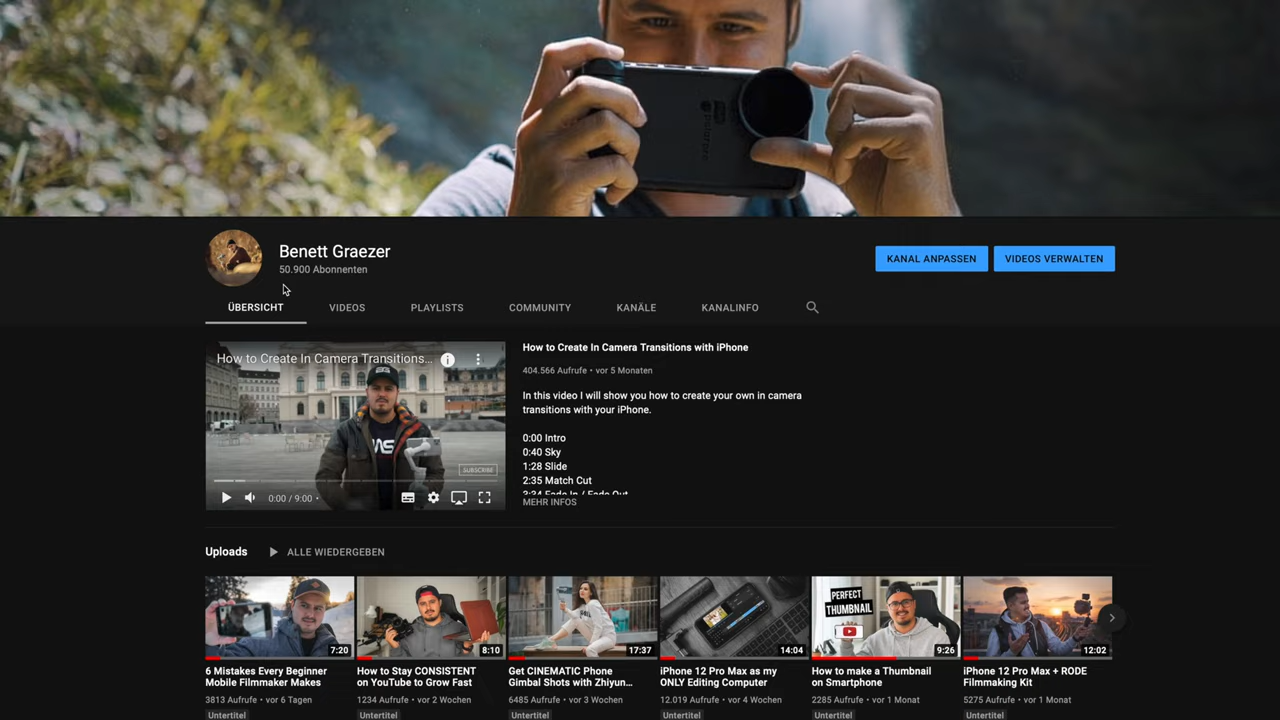 Benett Graezer
50.900 Abonnenten
KANAL ANPASSEN
VIDEOS VERWALTEN
ÜBERSICHT
VIDEOS
PLAYLISTS
COMMUNITY
KANÄLE
KANALINFO
How to Create In Camera Transitions...
SUBSCRIBE
0:00 / 9:00 •
How to Create In Camera Transitions with iPhone
404.566 Aufrufe • vor 5 Monaten
In this video I will show you how to create your own in camera
transitions with your iPhone.
0:00 Intro
0:40 Sky
1:28 Slide
2:35 Match Cut
3:34 Fade In / Fade Out
MEHR INFOS
Uploads
ALLE WIEDERGEBEN
7:20
6 Mistakes Every Beginner
Mobile Filmmaker Makes
3813 Aufrufe • vor 6 Tagen
Untertitel
8:10
How to Stay CONSISTENT
on YouTube to Grow Fast
1234 Aufrufe • vor 2 Wochen
Untertitel
17:37
Get CINEMATIC Phone
Gimbal Shots with Zhiyun...
6485 Aufrufe • vor 3 Wochen
Untertitel
14:04
iPhone 12 Pro Max as my
ONLY Editing Computer
12.019 Aufrufe • vor 4 Wochen
Untertitel
PERFECT
THUMBNAIL
9:26
How to make a Thumbnail
on Smartphone
2285 Aufrufe • vor 1 Monat
Untertitel
12:02
iPhone 12 Pro Max + RODE
Filmmaking Kit
5275 Aufrufe • vor 1 Monat
Untertitel